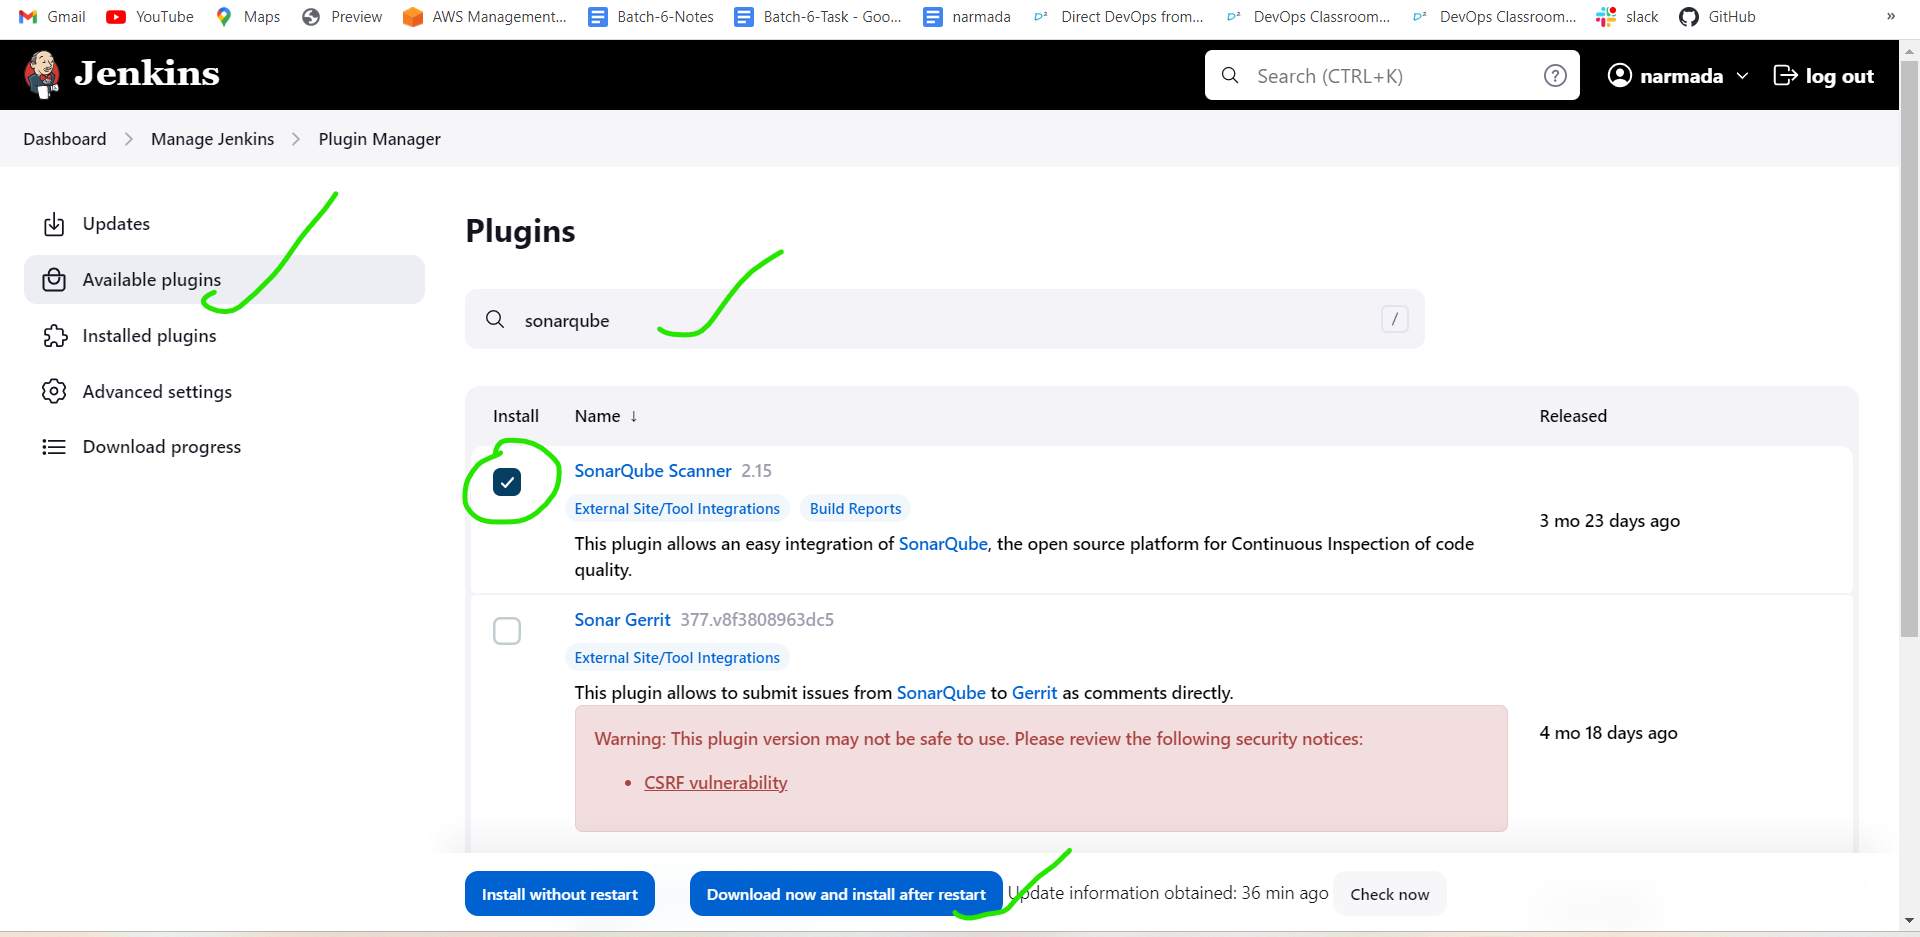 Gmail YouTube Maps Preview AWS Management... Batch-6-Notes Batch-6-Task - Goo... narmada D² Direct DevOps from... D² DevOps Classroom... D² DevOps Classroom... slack GitHub »
Jenkins Search (CTRL+K) ? narmada log out
Dashboard Manage Jenkins Plugin Manager
Updates
Available plugins
Installed plugins
Advanced settings
Download progress
Plugins
sonarqube /
Install Name ↓ Released
SonarQube Scanner 2.15
External Site/Tool Integrations Build Reports
3 mo 23 days ago
This plugin allows an easy integration of SonarQube, the open source platform for Continuous Inspection of code
quality.
Sonar Gerrit 377.v8f3808963dc5
External Site/Tool Integrations
This plugin allows to submit issues from SonarQube to Gerrit as comments directly.
Warning: This plugin version may not be safe to use. Please review the following security notices:
4 mo 18 days ago
• CSRF vulnerability
Install without restart Download now and install after restart Update information obtained: 36 min ago Check now